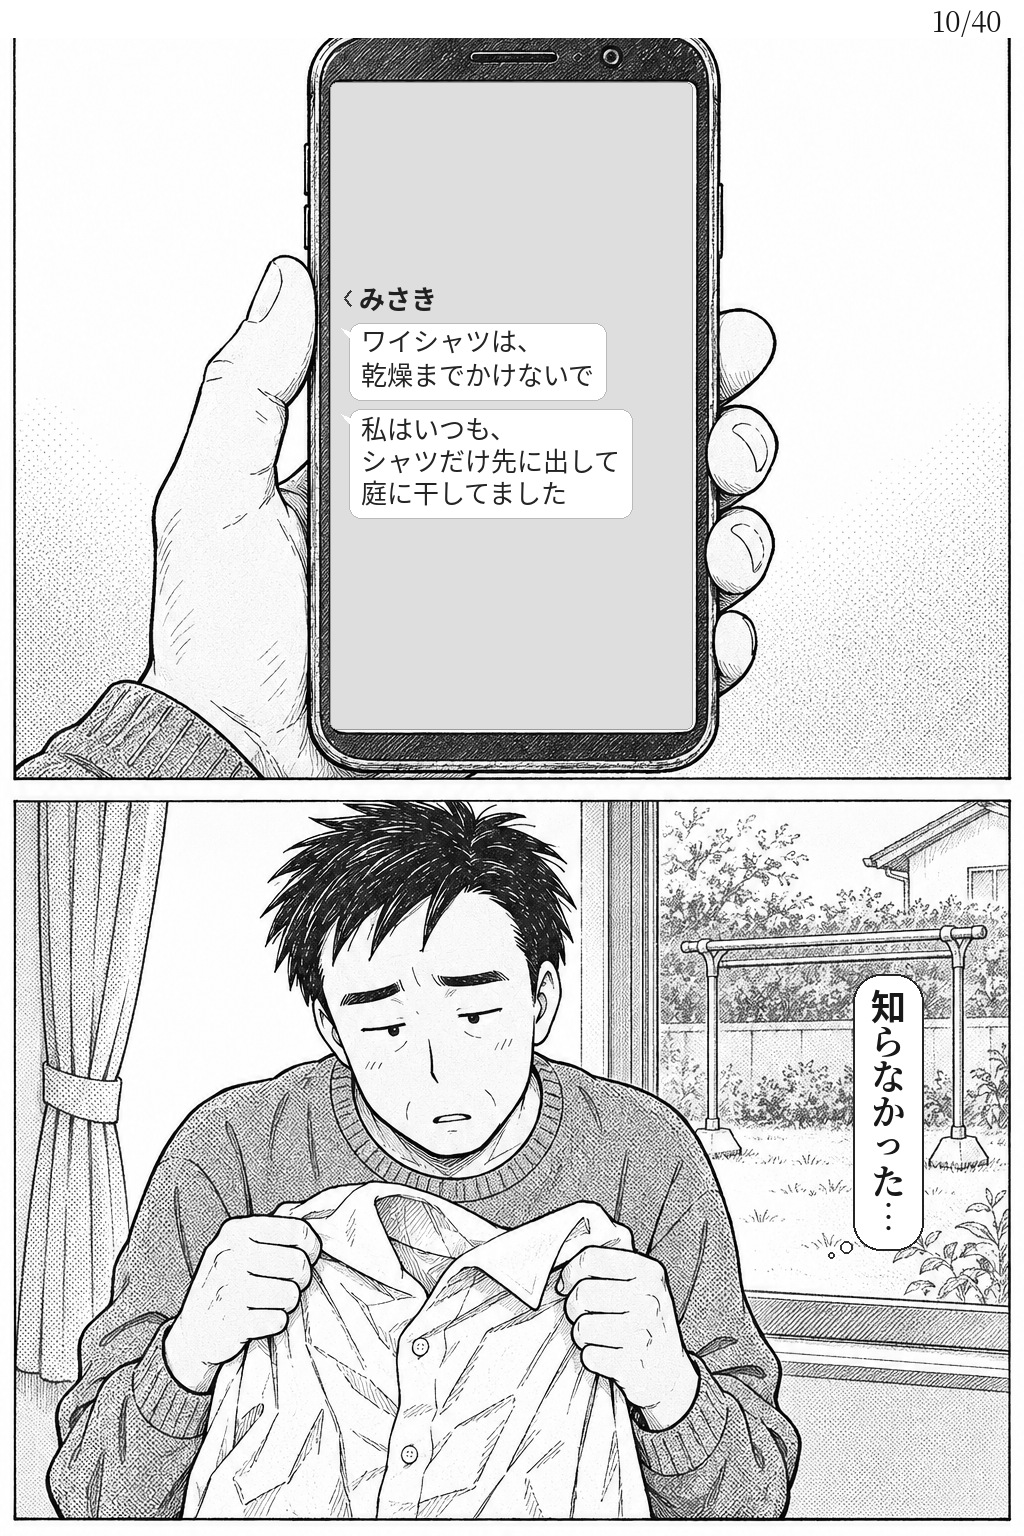 10/40
みさき
ワイシャツは、
乾燥までかけないで
私はいつも、
シャツだけ先に出して
庭に干してました
知らなかった…